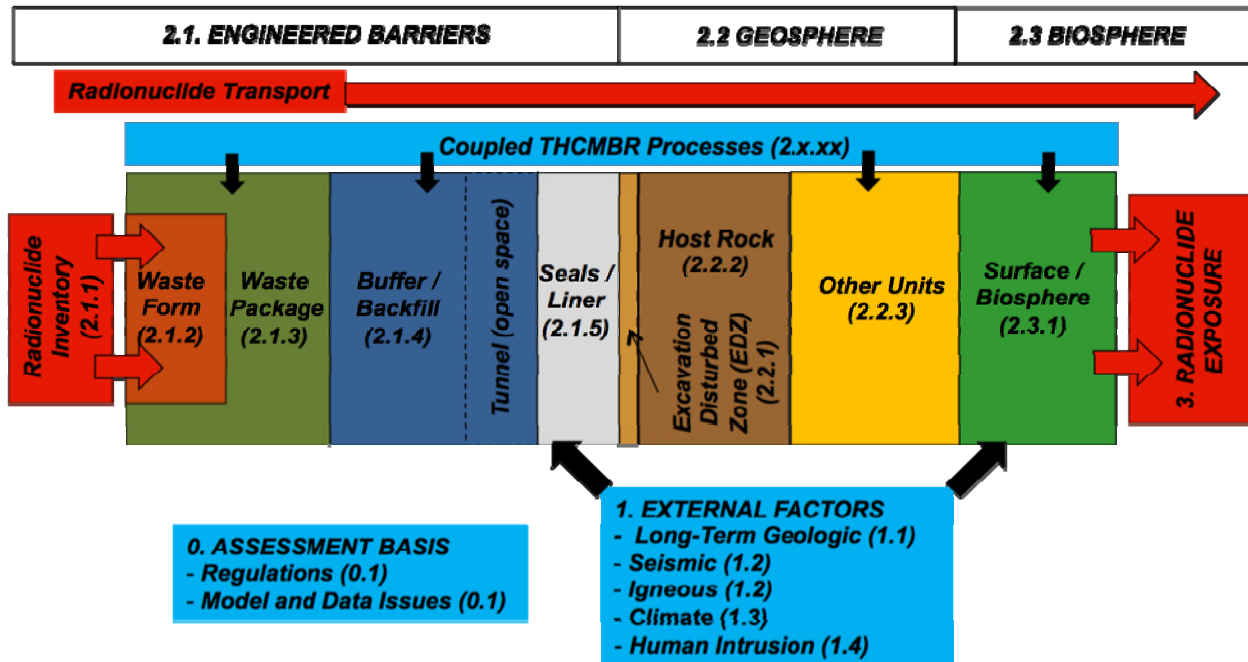 2.1. ENGINEERED BARRIERS
2.2 GEOSPHERE
2.3 BIOSPHERE
Radionuclide Transport
Coupled THCMBR Processes (2.x.xx)
Radionuclide
Inventory
(2.1.1)
Waste
Form
(2.1.2)
Waste
Package
(2.1.3)
Buffer /
Backfill
(2.1.4)
Tunnel (open space)
Seals /
Liner
(2.1.5)
Host Rock
(2.2.2)
Excavation
Disturbed
Zone (EDZ)
(2.2.1)
Other Units
(2.2.3)
Surface /
Biosphere
(2.3.1)
3. RADIONUCLIDE
EXPOSURE
0. ASSESSMENT BASIS
- Regulations (0.1)
- Model and Data Issues (0.1)
1. EXTERNAL FACTORS
- Long-Term Geologic (1.1)
- Seismic (1.2)
- Igneous (1.2)
- Climate (1.3)
- Human Intrusion (1.4)